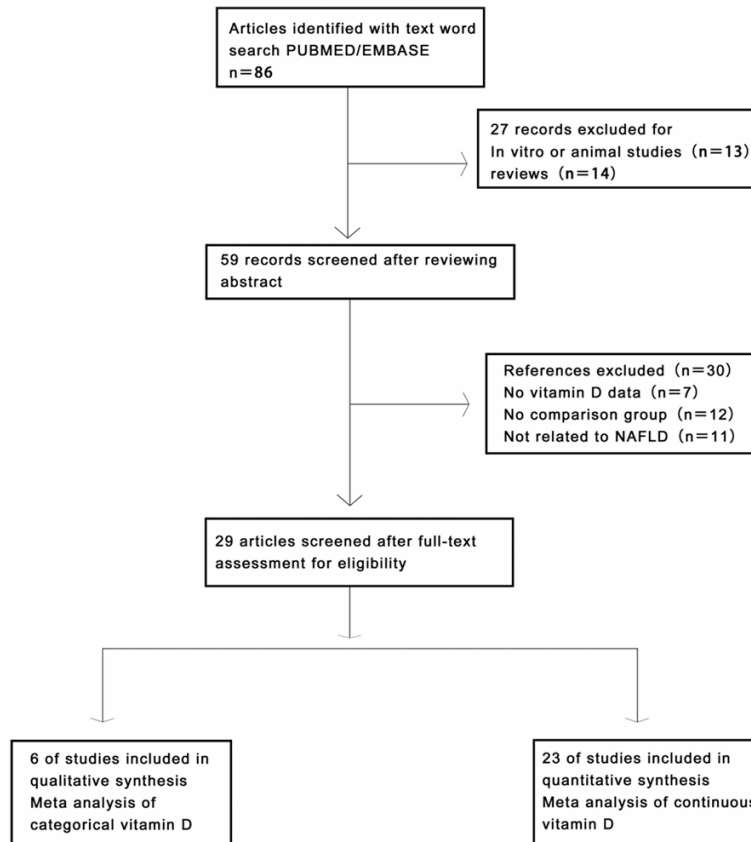 Articles identified with text word
search PUBMED/EMBASE
n=86
27 records excluded for
In vitro or animal studies (n=13)
reviews (n=14)
59 records screened after reviewing
abstract
References excluded (n=30)
No vitamin D data (n=7)
No comparison group (n=12)
Not related to NAFLD (n=11)
29 articles screened after full-text
assessment for eligibility
6 of studies included in
qualitative synthesis
Meta analysis of
categorical vitamin D
23 of studies included in
quantitative synthesis
Meta analysis of continuous
vitamin D